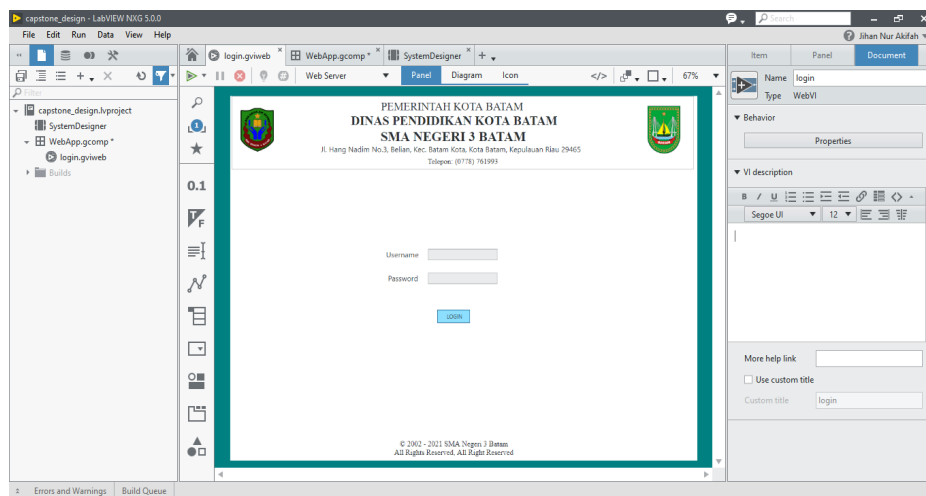 capstone_design - LabVIEW NXG 5.0.0
Search
File Edit Run Data View Help
Jihan Nur Akifah
login.gviweb
WebApp.gcomp *
SystemDesigner
Item Panel Document
Web Server
Panel Diagram Icon
67%
Filter
capstone_design.lvproject
SystemDesigner
WebApp.gcomp *
login.gviweb
Builds
0.1
PEMERINTAH KOTA BATAM
DINAS PENDIDIKAN KOTA BATAM
SMA NEGERI 3 BATAM
Jl. Hang Nadim No.3, Belian, Kec. Batam Kota, Kota Batam, Kepulauan Riau 29465
Telepon: (0778) 761993
Username
Password
LOGIN
© 2002 - 2021 SMA Negeri 3 Batam
All Rights Reserved, All Right Reserved
Name login
Type WebVI
Behavior
Properties
VI description
B I U
Segoe UI 12
More help link
Use custom title
Custom title login
Errors and Warnings Build Queue